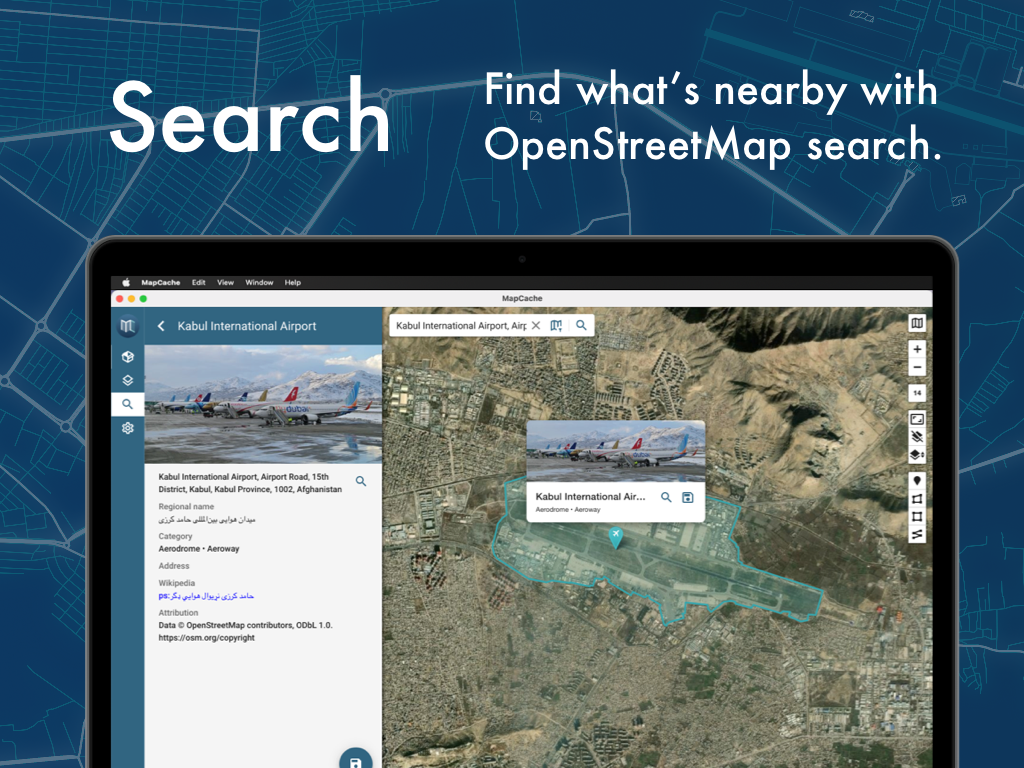 Search
Find what's nearby with
OpenStreetMap search.
MapCache Edit View Window Help
MapCache
Kabul International Airport
Kabul International Airport, Airp
14
dubai
Kabul International Air...
Aerodrome • Aeroway
Kabul International Airport, Airport Road, 15th
District, Kabul, Kabul Province, 1002, Afghanistan
Regional name
میدان هوایی بین‌المللی حامد کرزی
Category
Aerodrome • Aeroway
Address
Wikipedia
ps:حامد کرزی نړیوال هوايي ډګر
Attribution
Data © OpenStreetMap contributors, ODbL 1.0.
https://osm.org/copyright